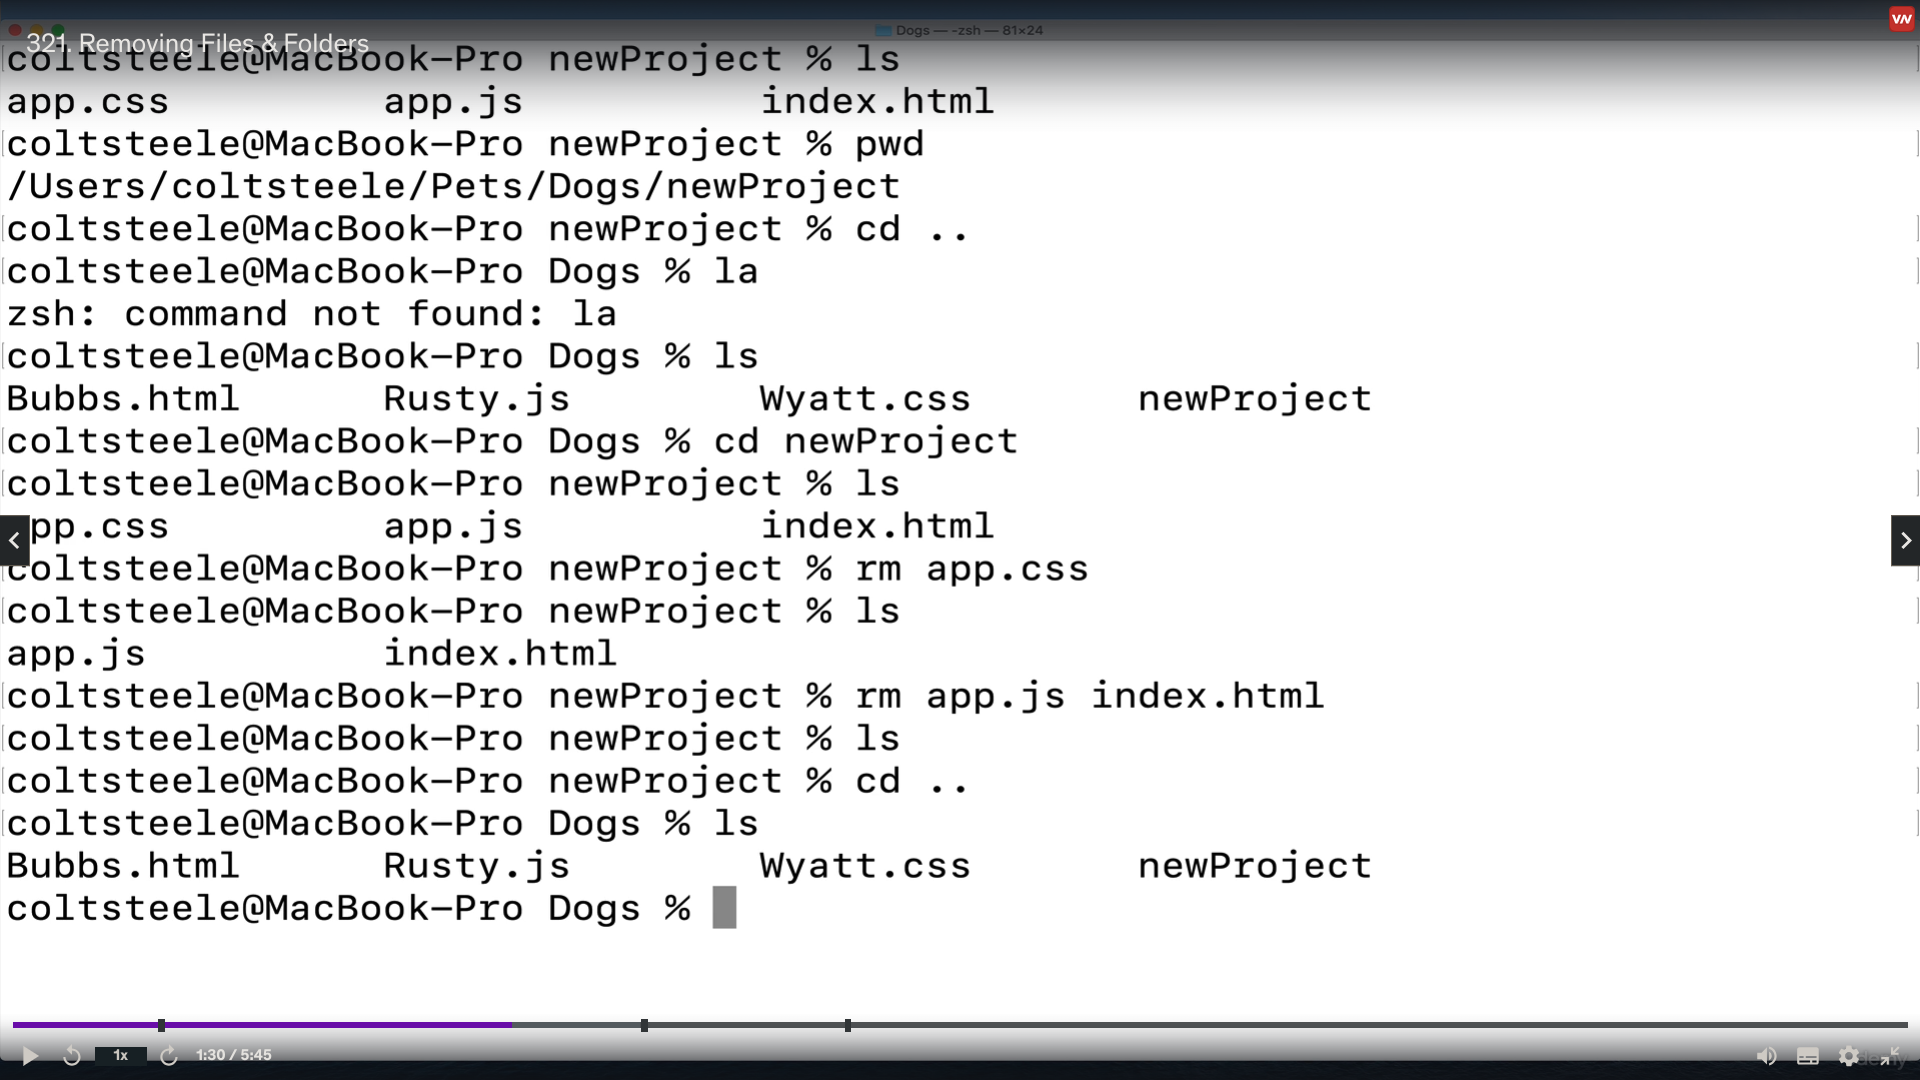 Dogs — -zsh — 81×24
321. Removing Files & Folders
coltsteele@MacBook-Pro newProject % ls
app.css app.js index.html
coltsteele@MacBook-Pro newProject % pwd
/Users/coltsteele/Pets/Dogs/newProject
coltsteele@MacBook-Pro newProject % cd ..
coltsteele@MacBook-Pro Dogs % la
zsh: command not found: la
coltsteele@MacBook-Pro Dogs % ls
Bubbs.html Rusty.js Wyatt.css newProject
coltsteele@MacBook-Pro Dogs % cd newProject
coltsteele@MacBook-Pro newProject % ls
pp.css app.js index.html
coltsteele@MacBook-Pro newProject % rm app.css
coltsteele@MacBook-Pro newProject % ls
app.js index.html
coltsteele@MacBook-Pro newProject % rm app.js index.html
coltsteele@MacBook-Pro newProject % ls
coltsteele@MacBook-Pro newProject % cd ..
coltsteele@MacBook-Pro Dogs % ls
Bubbs.html Rusty.js Wyatt.css newProject
coltsteele@MacBook-Pro Dogs %
1x 1:30 / 5:45